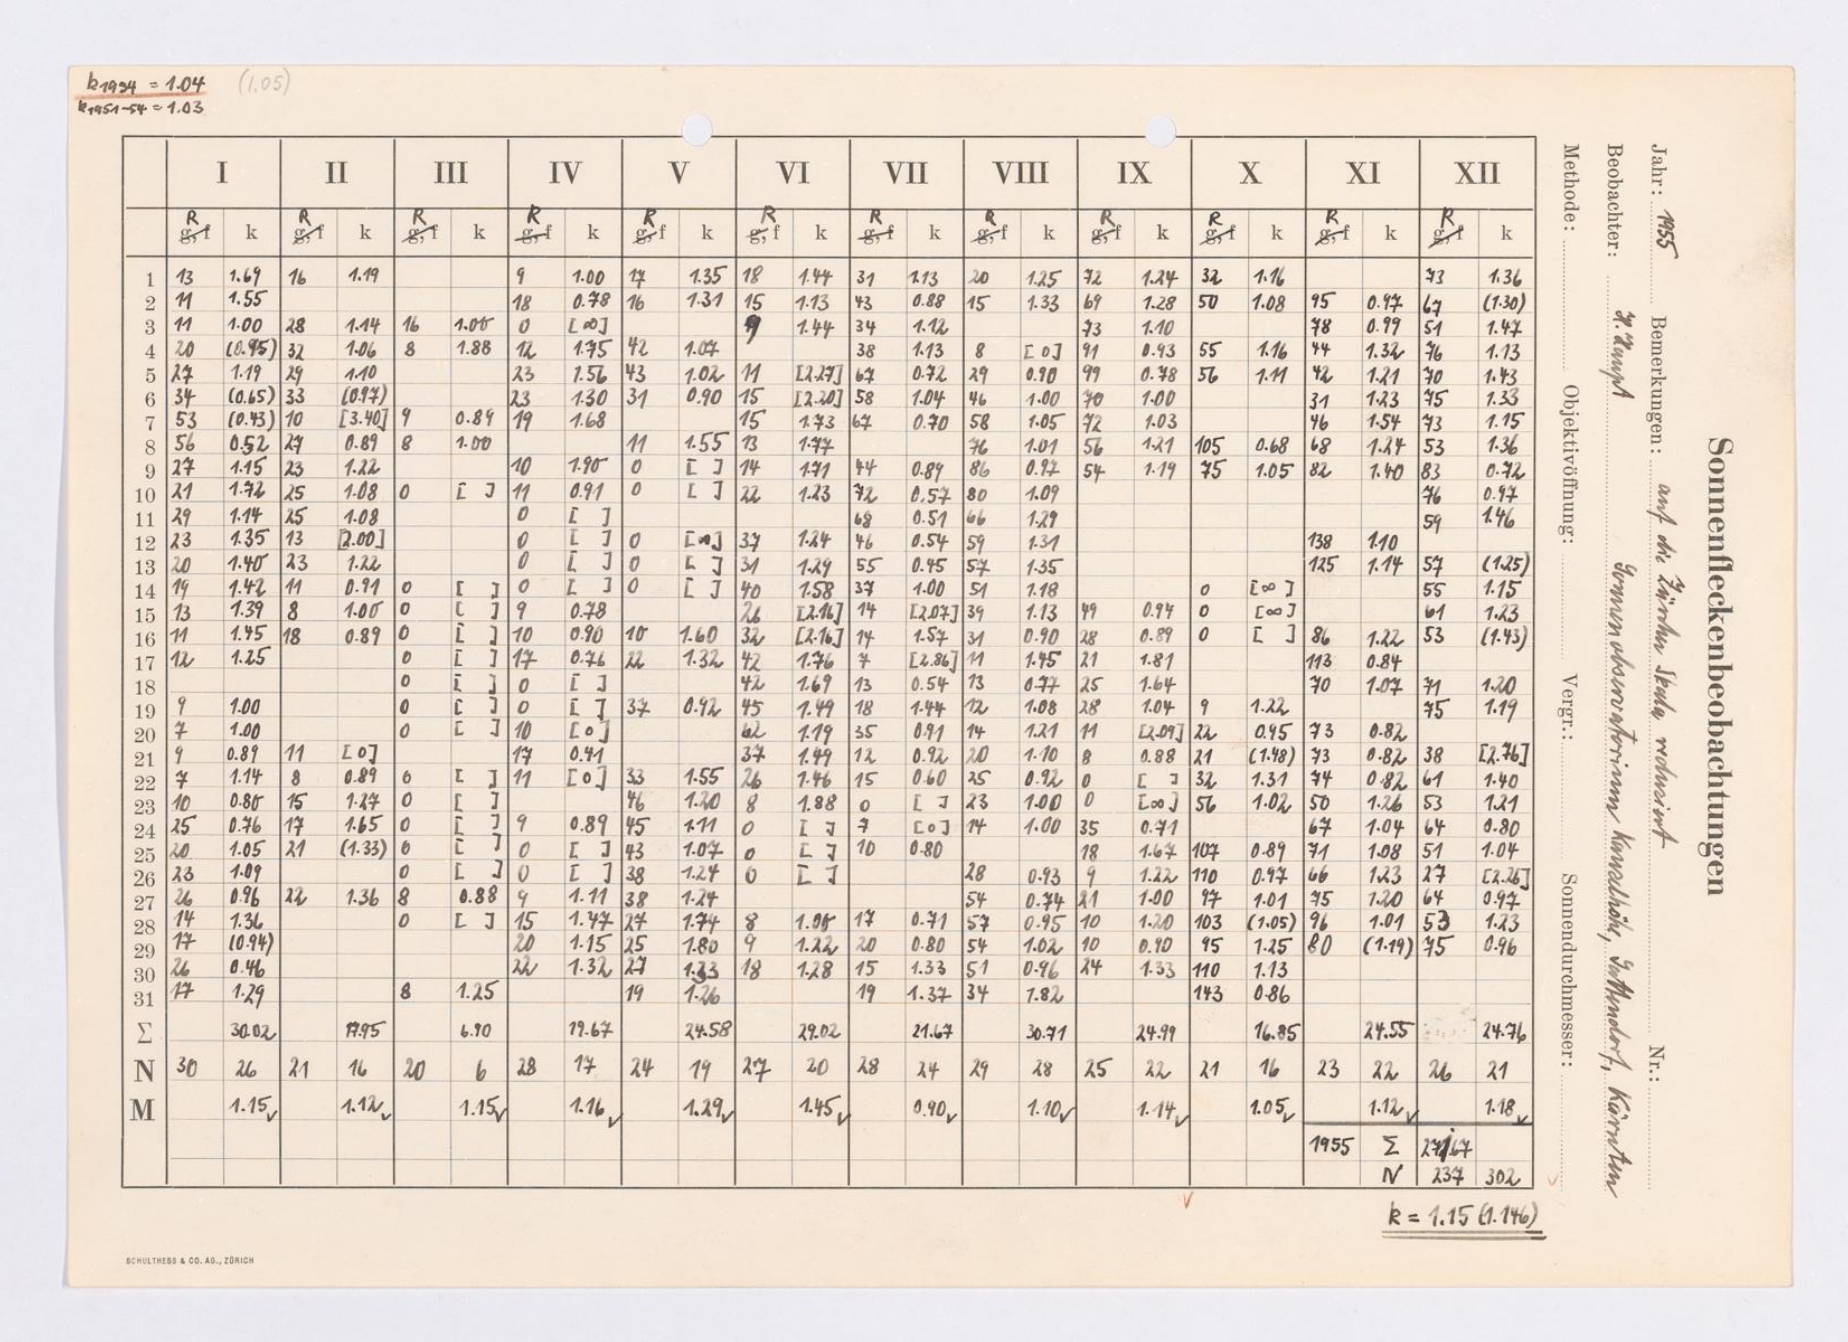 k1954 = 1.04 (1.05)
k1951-54 = 1.03
I II III IV V VI VII VIII IX X XI XII
R R R R R R R R R R R R
g, f k g, f k g, f k g, f k g, f k g, f k g, f k g, f k g, f k g, f k g, f k g, f k
1 13 1.69 16 1.19 9 1.00 17 1.35 18 1.44 31 1.13 20 1.25 72 1.24 32 1.16 73 1.36
2 11 1.55 18 0.78 16 1.31 15 1.13 43 0.88 15 1.33 69 1.28 50 1.08 95 0.97 67 (1.30)
3 11 1.00 28 1.14 16 1.00 0 [∞] 9 1.44 34 1.12 73 1.10 78 0.99 51 1.47
4 20 (0.95) 32 1.06 8 1.88 12 1.75 42 1.07 38 1.13 8 [0] 91 0.93 55 1.16 44 1.32 76 1.13
5 27 1.19 29 1.10 23 1.56 43 1.02 11 [2.27] 67 0.72 29 0.90 99 0.78 56 1.11 42 1.21 70 1.43
6 34 (0.65) 33 (0.97) 23 1.30 31 0.90 15 [2.20] 58 1.04 46 1.00 70 1.00 31 1.23 75 1.33
7 53 (0.43) 10 [3.40] 9 0.89 19 1.68 15 1.73 67 0.70 58 1.05 72 1.03 46 1.54 73 1.15
8 56 0.52 27 0.89 8 1.00 11 1.55 13 1.77 76 1.01 56 1.21 105 0.68 68 1.24 53 1.36
9 27 1.15 23 1.22 10 1.90 0 [ ] 14 1.71 44 0.89 86 0.97 54 1.19 75 1.05 82 1.40 83 0.72
10 21 1.72 25 1.08 0 [ ] 11 0.91 0 [ ] 22 1.23 72 0.57 80 1.09 76 0.97
11 29 1.14 25 1.08 0 [ ] 68 0.51 66 1.29 59 1.46
12 23 1.35 13 [2.00] 0 [ ] 0 [∞] 37 1.24 46 0.54 59 1.31 138 1.10
13 20 1.40 23 1.22 0 [ ] 0 [ ] 31 1.29 55 0.45 57 1.35 125 1.14 57 (1.25)
14 19 1.42 11 0.91 0 [ ] 0 [ ] 0 [ ] 40 1.58 37 1.00 51 1.18 0 [∞] 55 1.15
15 13 1.39 8 1.00 0 [ ] 9 0.78 26 [2.16] 14 [2.07] 39 1.13 49 0.94 0 [∞] 61 1.23
16 11 1.45 18 0.89 0 [ ] 10 0.90 10 1.60 32 [2.16] 14 1.57 31 0.90 28 0.89 0 [ ] 86 1.22 53 (1.43)
17 12 1.25 0 [ ] 17 0.76 22 1.32 42 1.76 7 [2.86] 11 1.45 21 1.81 113 0.84
18 0 [ ] 0 [ ] 42 1.69 13 0.54 13 0.77 25 1.64 70 1.07 71 1.20
19 9 1.00 0 [ ] 0 [ ] 37 0.92 45 1.49 18 1.44 12 1.08 28 1.04 9 1.22 75 1.19
20 7 1.00 0 [ ] 10 [0] 62 1.19 35 0.91 14 1.21 11 [2.09] 22 0.95 73 0.82
21 9 0.89 11 [0] 17 0.41 37 1.49 12 0.92 20 1.10 8 0.88 21 (1.48) 73 0.82 38 [2.76]
22 7 1.14 8 0.89 0 [ ] 11 [0] 33 1.55 26 1.46 15 0.60 25 0.92 0 [ ] 32 1.31 74 0.82 61 1.40
23 10 0.80 15 1.27 0 [ ] 46 1.20 8 1.88 0 [ ] 23 1.00 0 [∞] 56 1.02 50 1.26 53 1.21
24 25 0.76 17 1.65 0 [ ] 9 0.89 45 1.11 0 [ ] 7 [0] 14 1.00 35 0.71 67 1.04 64 0.80
25 20 1.05 21 (1.33) 0 [ ] 0 [ ] 43 1.07 0 [ ] 10 0.80 18 1.67 107 0.89 71 1.08 51 1.04
26 23 1.09 0 [ ] 0 [ ] 38 1.24 0 [ ] 28 0.93 9 1.22 110 0.97 66 1.23 27 [2.26]
27 26 0.96 22 1.36 8 0.88 9 1.11 38 1.24 54 0.74 21 1.00 97 1.01 75 1.20 64 0.97
28 14 1.36 0 [ ] 15 1.47 27 1.74 8 1.00 17 0.71 57 0.95 10 1.20 103 (1.05) 96 1.01 53 1.23
29 17 (0.94) 20 1.15 25 1.80 9 1.22 20 0.80 54 1.02 10 0.90 95 1.25 80 (1.19) 75 0.96
30 26 0.46 22 1.32 27 1.23 18 1.28 15 1.33 51 0.96 24 1.33 110 1.13
31 17 1.29 8 1.25 19 1.26 19 1.37 34 1.82 143 0.86
Σ 30.02 17.95 6.90 19.67 24.58 29.02 21.67 30.71 24.99 16.85 24.55 24.76
N 30 26 21 16 20 6 28 17 24 19 27 20 28 24 29 28 25 22 21 16 23 22 26 21
M 1.15 1.12 1.15 1.16 1.29 1.45 0.90 1.10 1.14 1.05 1.12 1.18
1955 Σ 271.67
N 237 302
k = 1.15 (1.146)
SCHULTHESS & CO. AG., ZÜRICH
Sonnenfleckenbeobachtungen
Jahr: 1955 Bemerkungen: auf die Zürcher Skala reduziert Nr.:
Beobachter: Sonnenobservatorium Kanzelhöhe, Kärnten
Methode: Objektivöffnung: Vergr.: Sonnendurchmesser: